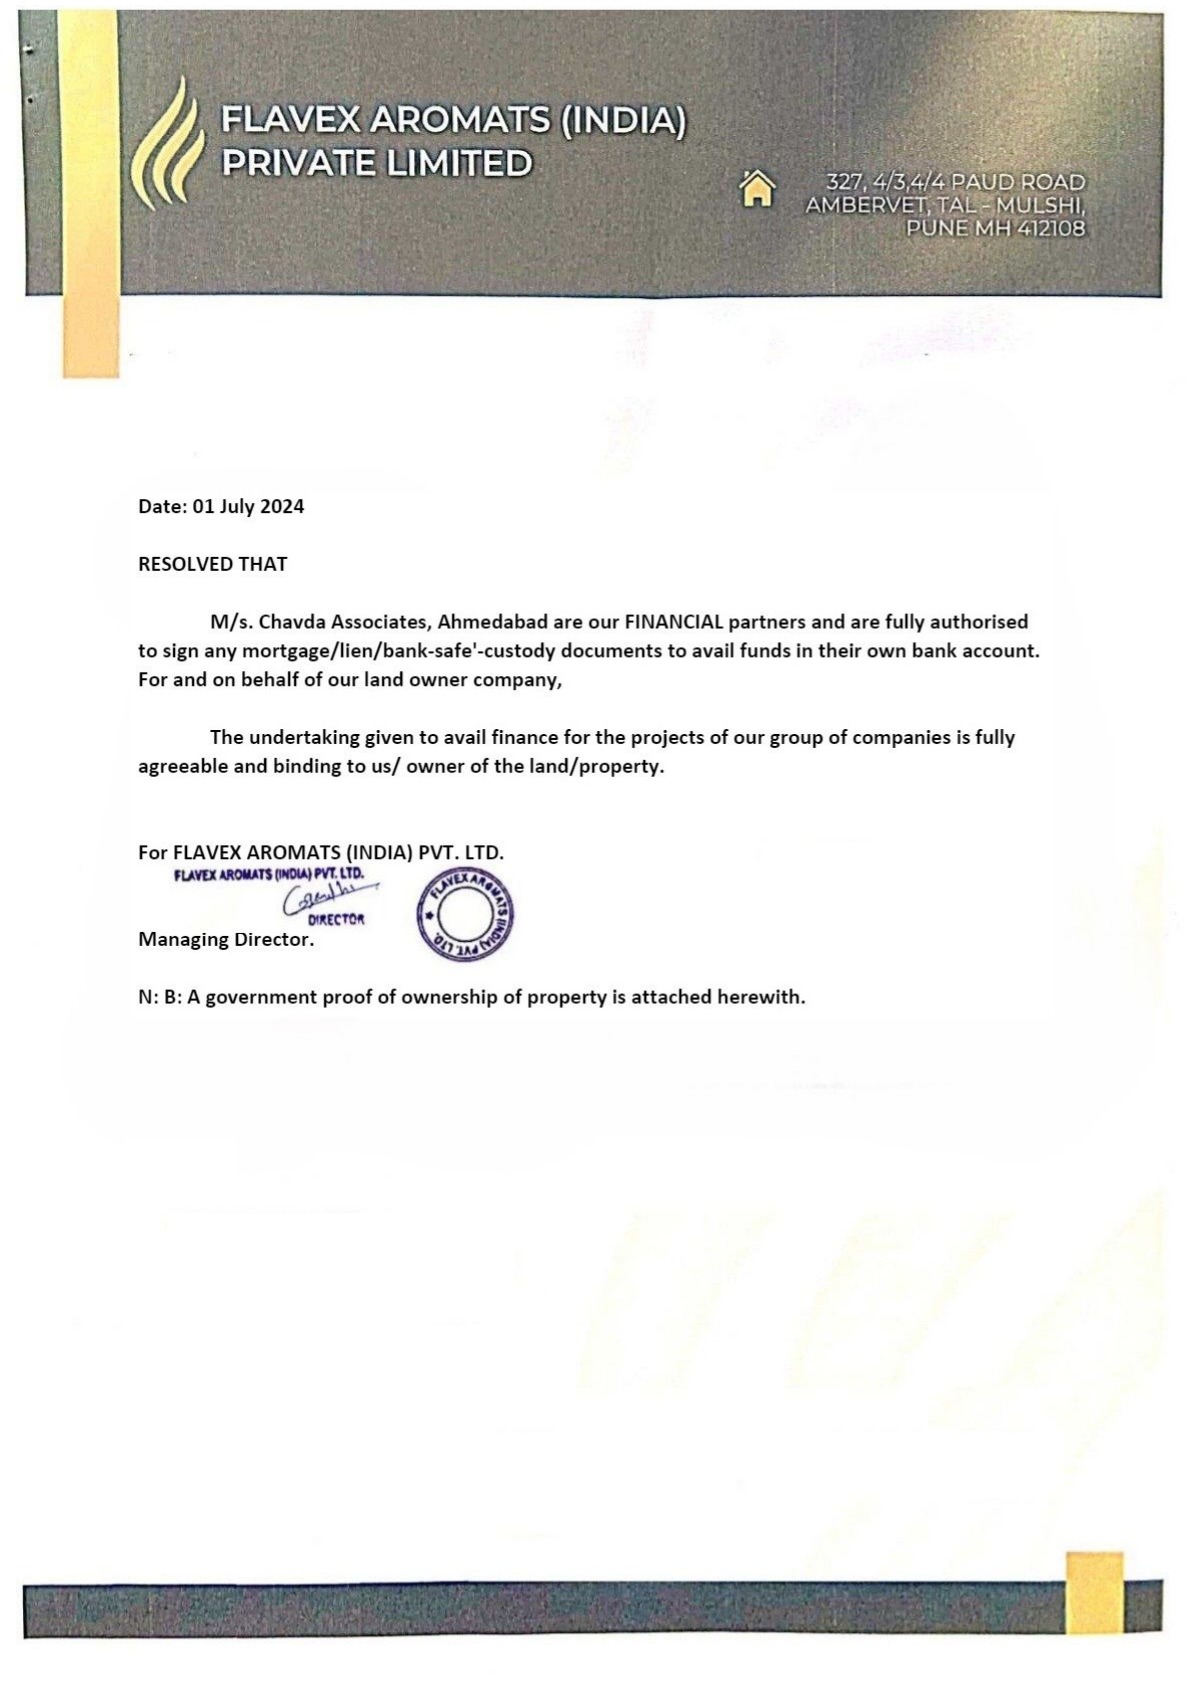 FLAVEX AROMATS (INDIA)
PRIVATE LIMITED
327, 4/3,4/4 PAUD ROAD
AMBERVET, TAL - MULSHI,
PUNE MH 412108
Date: 01 July 2024
RESOLVED THAT
M/s. Chavda Associates, Ahmedabad are our FINANCIAL partners and are fully authorised
to sign any mortgage/lien/bank-safe'-custody documents to avail funds in their own bank account.
For and on behalf of our land owner company,
The undertaking given to avail finance for the projects of our group of companies is fully
agreeable and binding to us/ owner of the land/property.
For FLAVEX AROMATS (INDIA) PVT. LTD.
FLAVEX AROMATS (INDIA) PVT. LTD.
DIRECTOR
FLAVEX AROMATS (INDIA) PVT. LTD.
Managing Director.
N: B: A government proof of ownership of property is attached herewith.